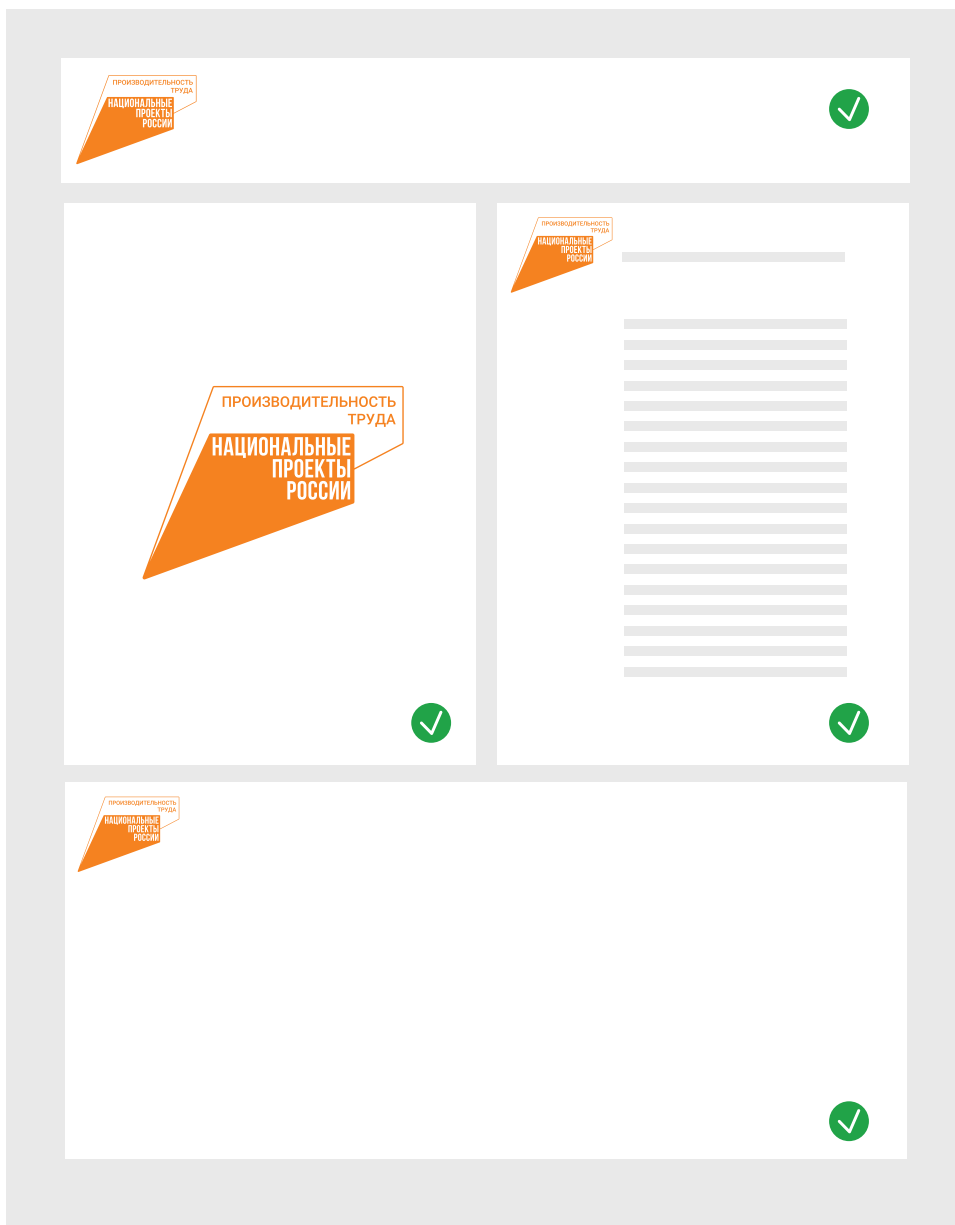 ПРОИЗВОДИТЕЛЬНОСТЬ
ТРУДА
НАЦИОНАЛЬНЫЕ
ПРОЕКТЫ
РОССИИ
ПРОИЗВОДИТЕЛЬНОСТЬ
ТРУДА
НАЦИОНАЛЬНЫЕ
ПРОЕКТЫ
РОССИИ
ПРОИЗВОДИТЕЛЬНОСТЬ
ТРУДА
НАЦИОНАЛЬНЫЕ
ПРОЕКТЫ
РОССИИ
ПРОИЗВОДИТЕЛЬНОСТЬ
ТРУДА
НАЦИОНАЛЬНЫЕ
ПРОЕКТЫ
РОССИИ